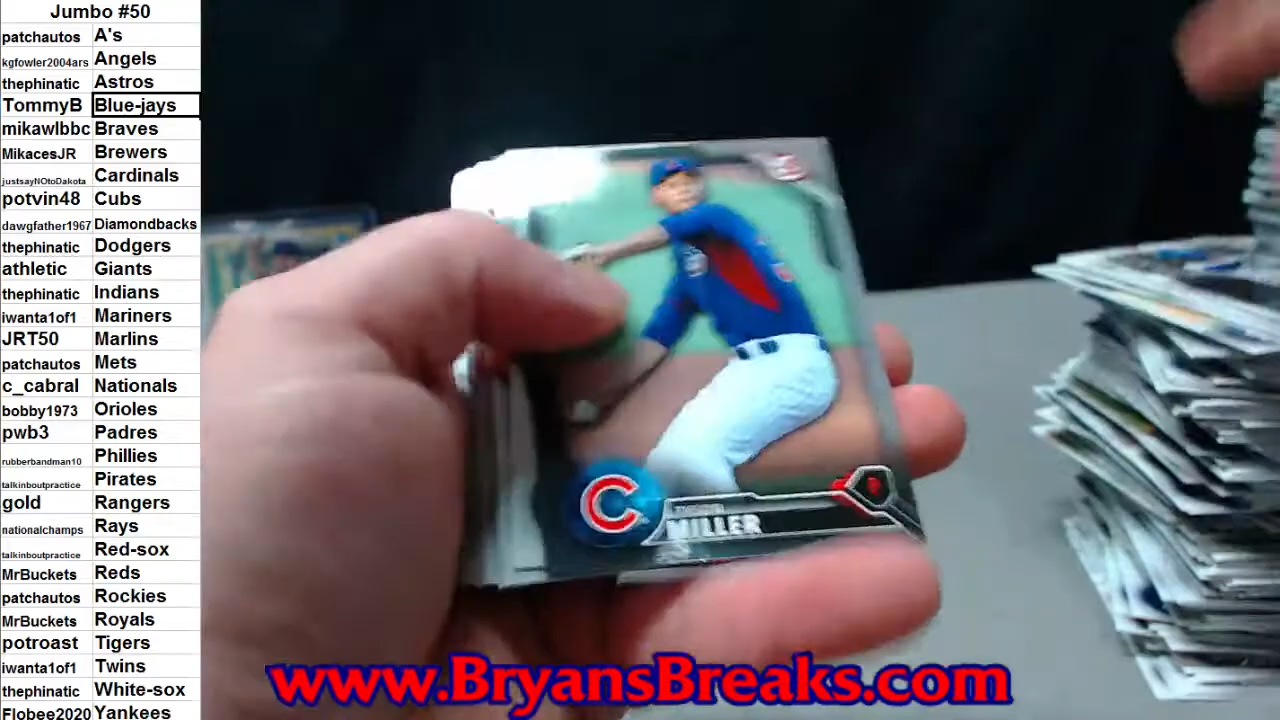 Jumbo #50
patchautos A's
kgfowler2004ars Angels
thephinatic Astros
TommyB Blue-jays
mikawlbbc Braves
MikacesJR Brewers
justsayNOtoDakota Cardinals
potvin48 Cubs
dawgfather1967 Diamondbacks
thephinatic Dodgers
athletic Giants
thephinatic Indians
iwanta1of1 Mariners
JRT50 Marlins
patchautos Mets
c_cabral Nationals
bobby1973 Orioles
pwb3 Padres
rubberbandman10 Phillies
talkinboutpractice Pirates
gold Rangers
nationalchamps Rays
talkinboutpractice Red-sox
MrBuckets Reds
patchautos Rockies
MrBuckets Royals
potroast Tigers
iwanta1of1 Twins
thephinatic White-sox
Flobee2020 Yankees
C
MILLER
www.BryansBreaks.com